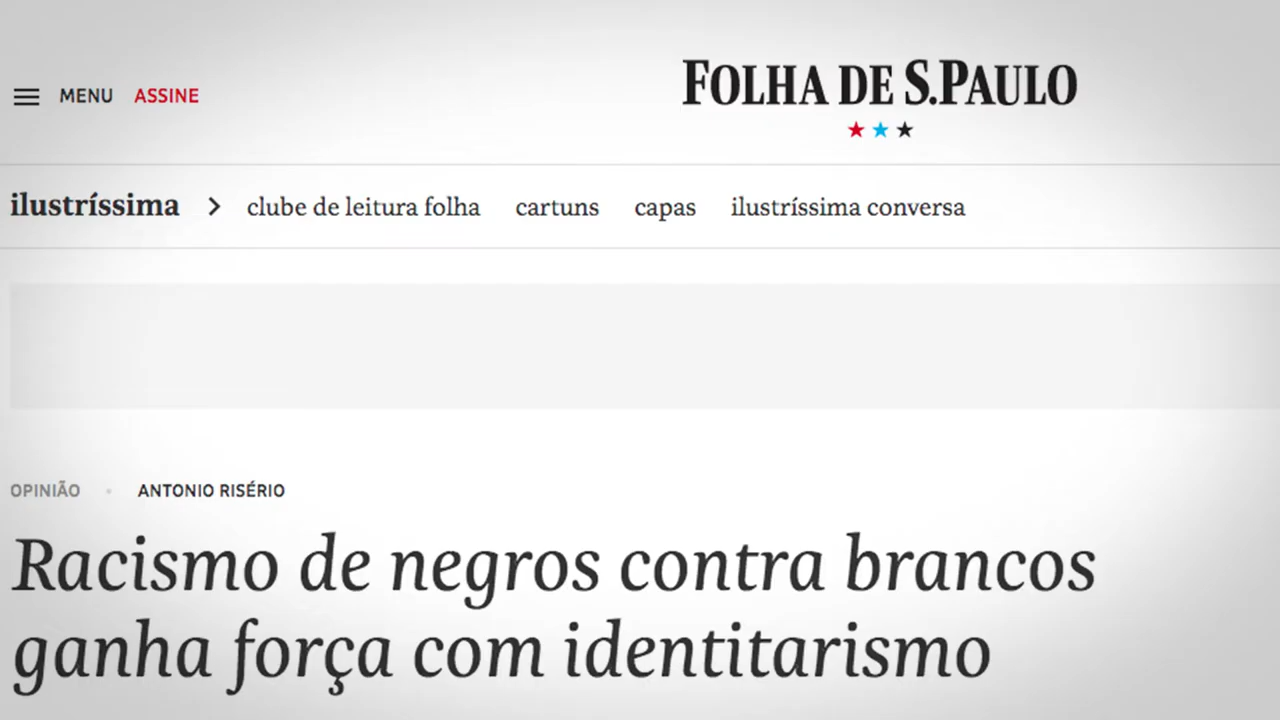 MENU ASSINE
FOLHA DE S.PAULO
ilustríssima clube de leitura folha cartuns capas ilustríssima conversa
OPINIÃO • ANTONIO RISÉRIO
Racismo de negros contra brancos
ganha força com identitarismo